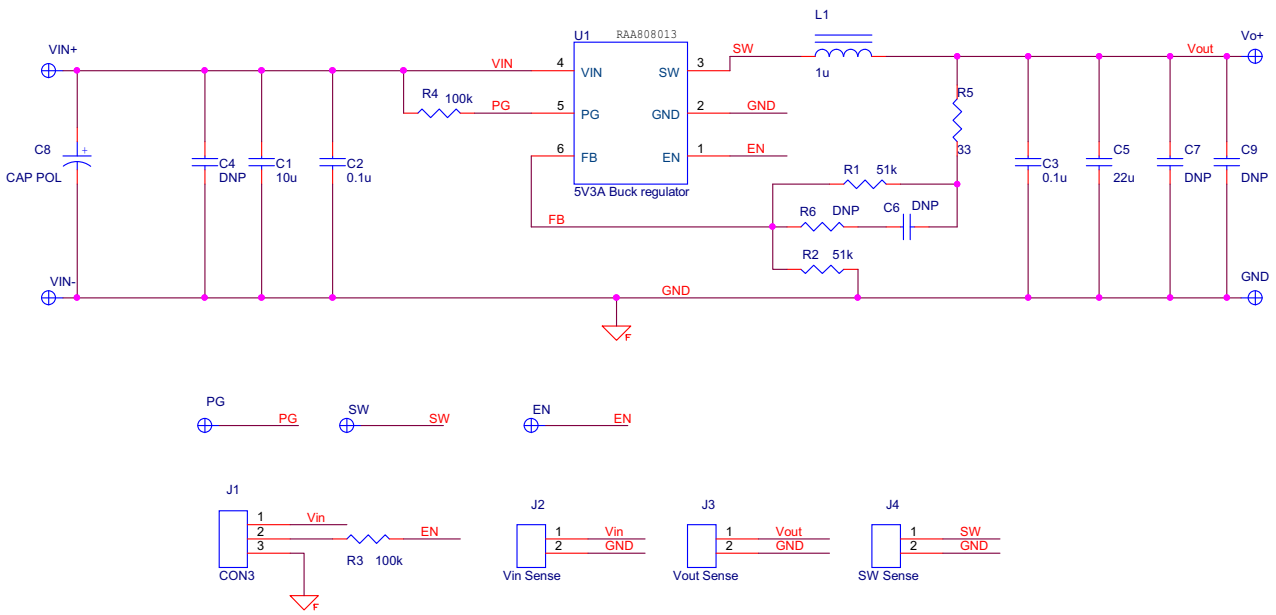 L1
VIN+
U1 RAA808013
SW
Vout
Vo+
VIN 4 VIN SW 3
1u
R4 100k
PG 5 PG GND 2 GND
R5
C8
+
CAP POL
C4
DNP
C1
10u
C2
0.1u
6 FB EN 1 EN
33
5V3A Buck regulator
R1 51k
C3
0.1u
C5
22u
C7
DNP
C9
DNP
FB
R6 DNP C6 DNP
R2 51k
VIN-
GND
GND
F
PG
PG
SW
SW
EN
EN
J1
1 Vin
2 EN
3
R3 100k
CON3
F
J2
1 Vin
2 GND
Vin Sense
J3
1 Vout
2 GND
Vout Sense
J4
1 SW
2 GND
SW Sense